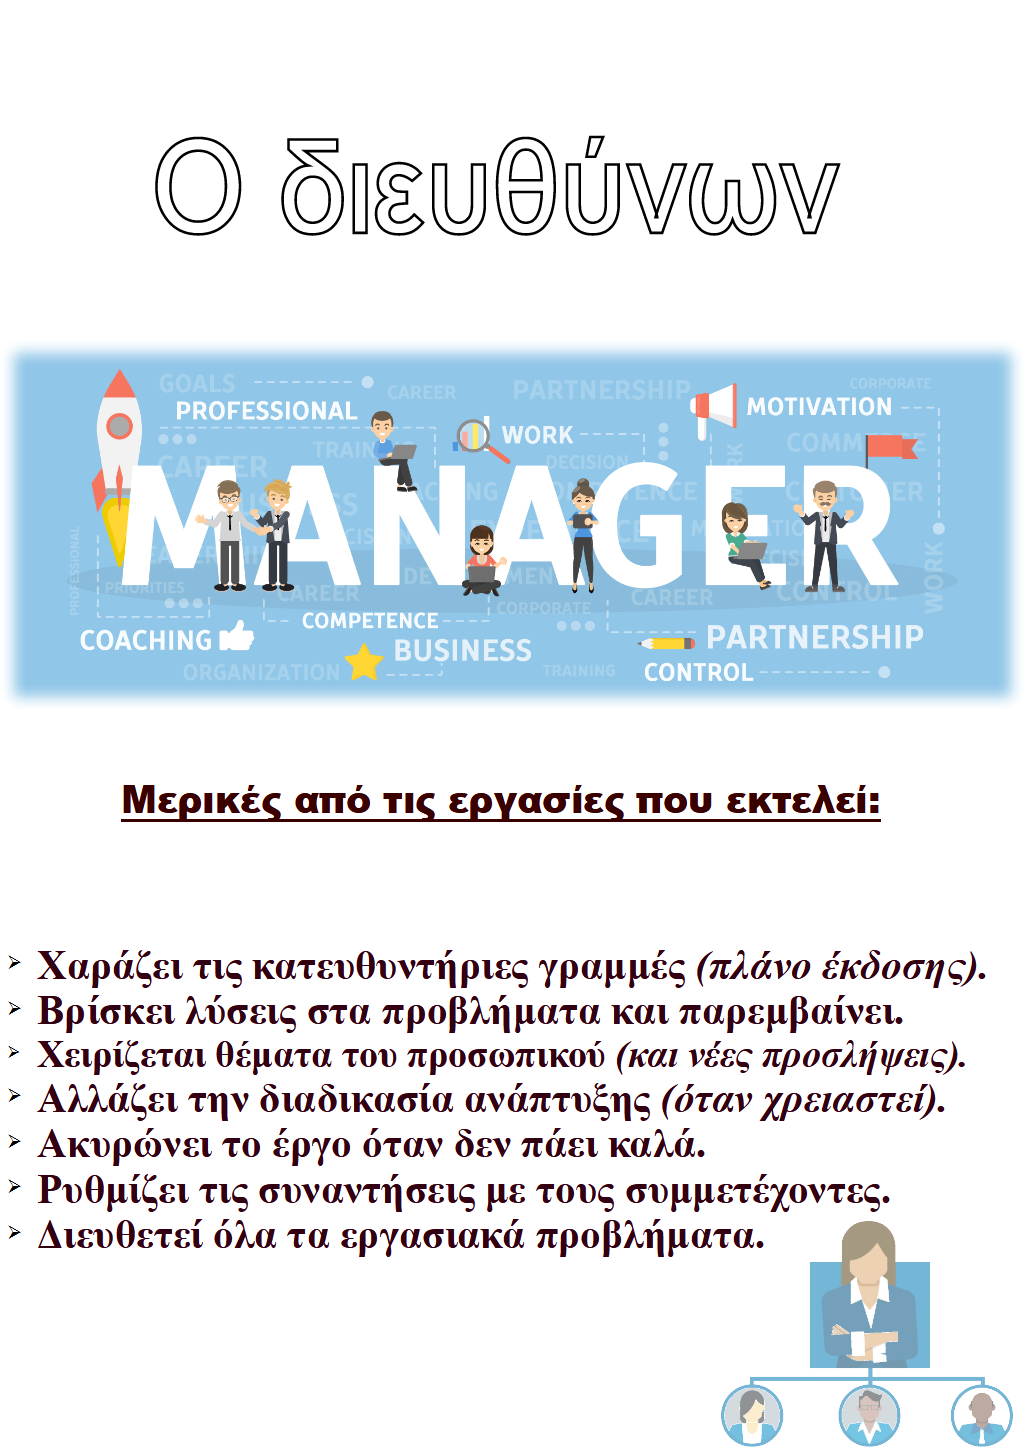 Ο διευθύνων
GOALS
CAREER
PARTNERSHIP
CORPORATE
PROFESSIONAL
MOTIVATION
WORK
DECISION
CAREER
MANAGER
PROFESSIONAL
PRIORITIES
CAREER
CORPORATE
CAREER
CONTROL
WORK
COMPETENCE
COACHING
BUSINESS
PARTNERSHIP
ORGANIZATION
TRAINING
CONTROL
Μερικές από τις εργασίες που εκτελεί:
Χαράζει τις κατευθυντήριες γραμμές (πλάνο έκδοσης).
Βρίσκει λύσεις στα προβλήματα και παρεμβαίνει.
Χειρίζεται θέματα του προσωπικού (και νέες προσλήψεις).
Αλλάζει την διαδικασία ανάπτυξης (όταν χρειαστεί).
Ακυρώνει το έργο όταν δεν πάει καλά.
Ρυθμίζει τις συναντήσεις με τους συμμετέχοντες.
Διευθετεί όλα τα εργασιακά προβλήματα.